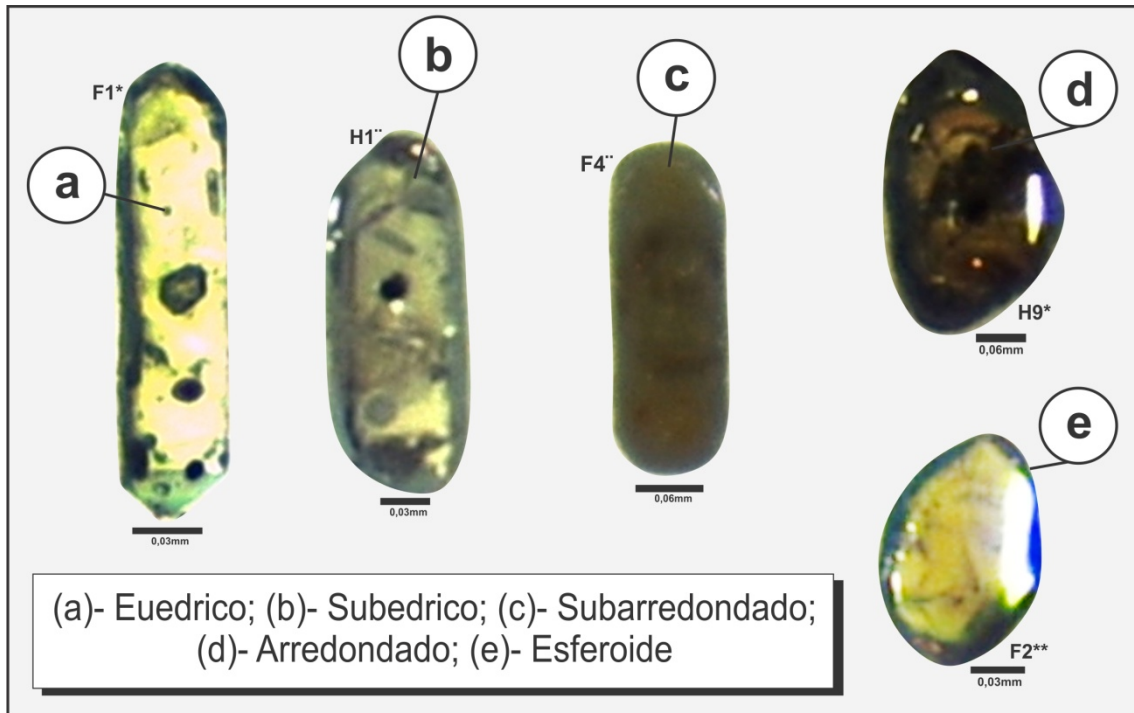 F1*
a
0,03mm
b
H1¨
0,03mm
c
F4¨
0,06mm
d
H9*
0,06mm
e
F2**
0,03mm
(a)- Euedrico; (b)- Subedrico; (c)- Subarredondado;
(d)- Arredondado; (e)- Esferoide